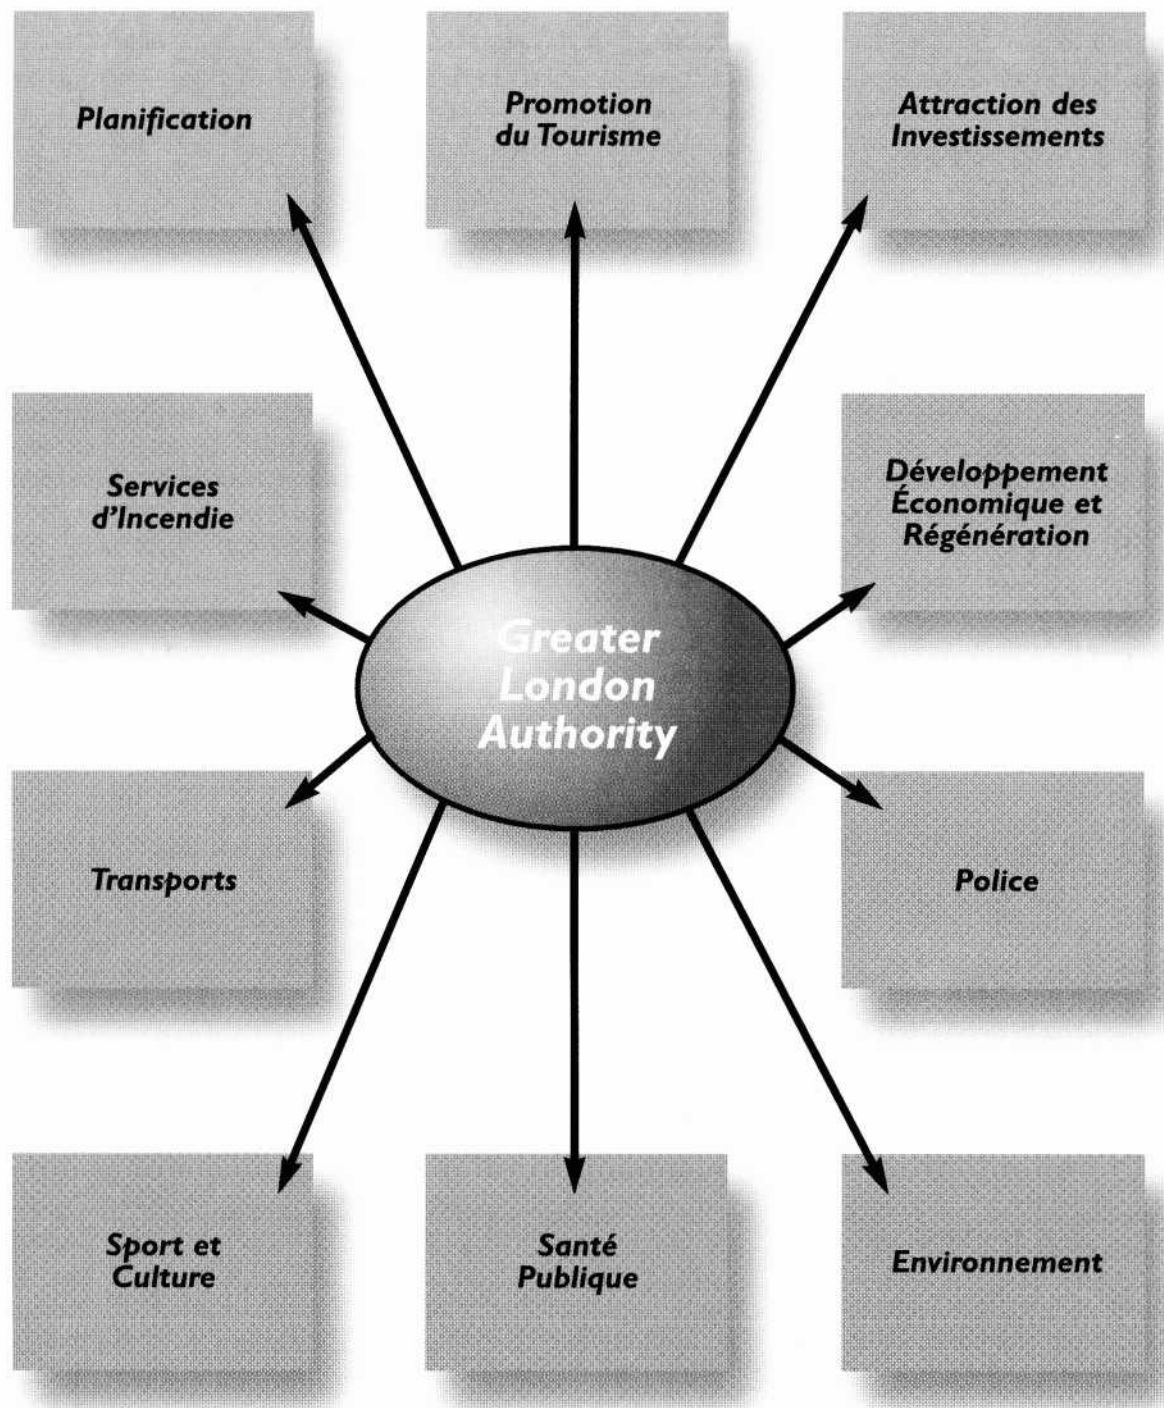 Planification
Promotion
du Tourisme
Attraction des
Investissements
Services
d'Incendie
Développement
Économique et
Régénération
Greater
London
Authority
Transports
Police
Sport et
Culture
Santé
Publique
Environnement